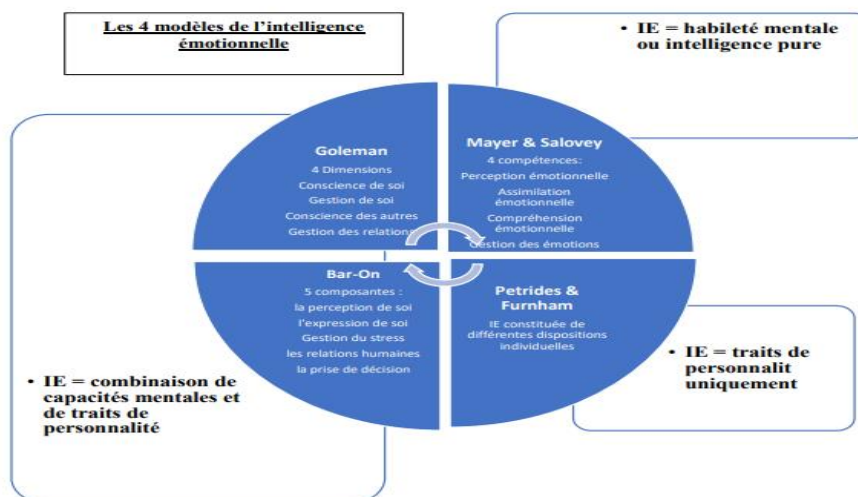 Les 4 modèles de l'intelligence
émotionnelle
• IE = habileté mentale
ou intelligence pure
Goleman
4 Dimensions
Conscience de soi
Gestion de soi
Conscience des autres
Gestion des relations
Mayer & Salovey
4 compétences:
Perception émotionnelle
Assimilation
émotionnelle
Compréhension
émotionnelle
Gestion des émotions
Bar-On
5 composantes :
la perception de soi
l'expression de soi
Gestion du stress
les relations humaines
la prise de décision
Petrides &
Furnham
IE constituée de
différentes dispositions
individuelles
• IE = combinaison de
capacités mentales et
de traits de
personnalité
• IE = traits de
personnalit
uniquement